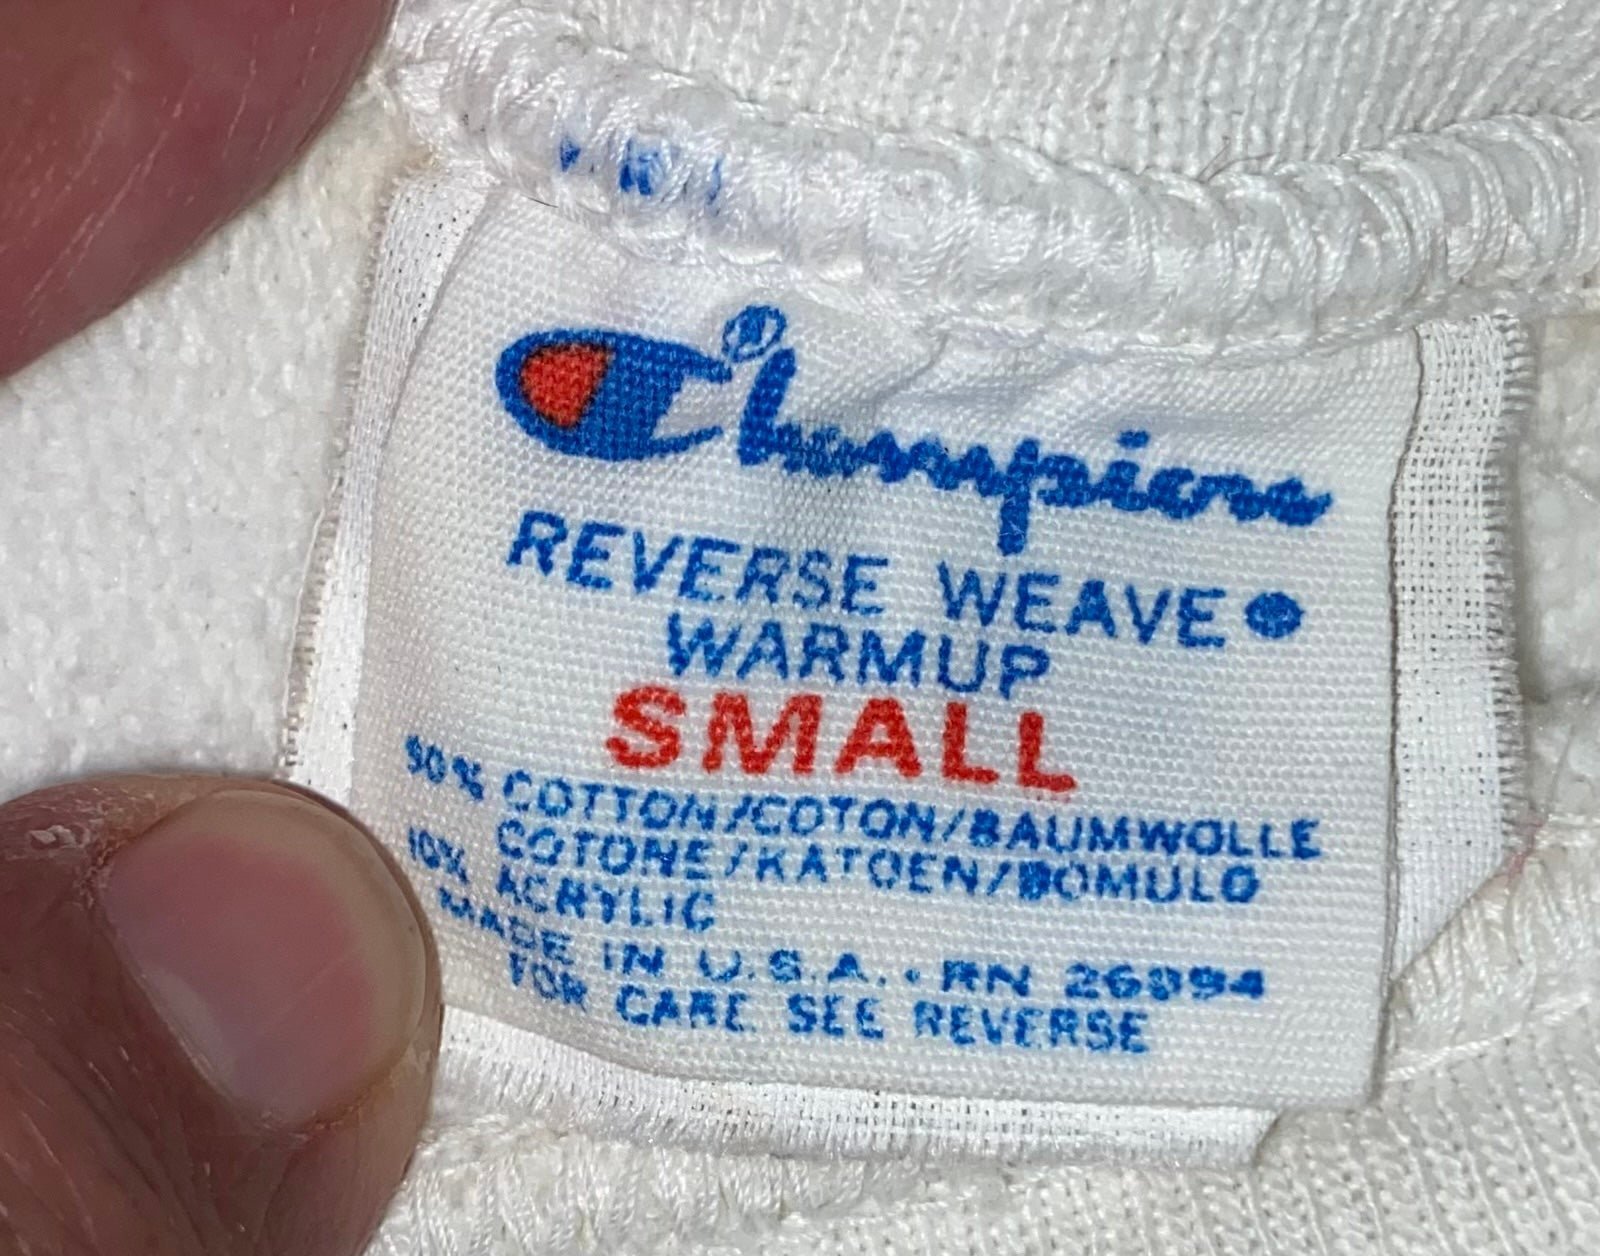 Champion®
REVERSE WEAVE●
WARMUP
SMALL
90% COTTON/COTON/BAUMWOLLE
COTONE/KATOEN/BOMULD
10% ACRYLIC
MADE IN U.S.A. • RN 26094
FOR CARE SEE REVERSE